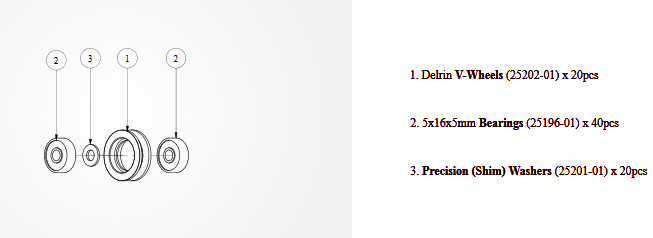 2 3 1 2
1. Delrin V-Wheels (25202-01) x 20pcs
2. 5x16x5mm Bearings (25196-01) x 40pcs
3. Precision (Shim) Washers (25201-01) x 20pcs